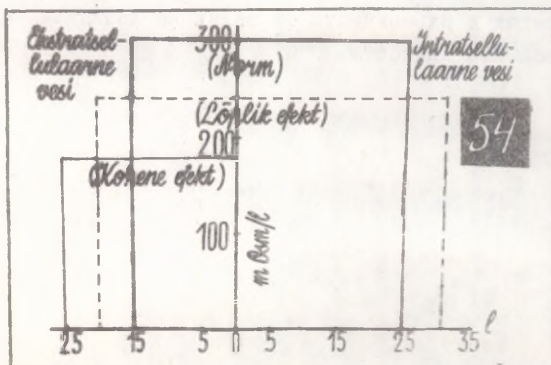 Ekstratsel-
lulaarne
vesi
300
(Norm)
Intratsellu-
laarne vesi
(Lõplik efekt)
200
(Kohene efekt)
54
100
m Osm/l
25 15 5 0 5 15 25 35 l